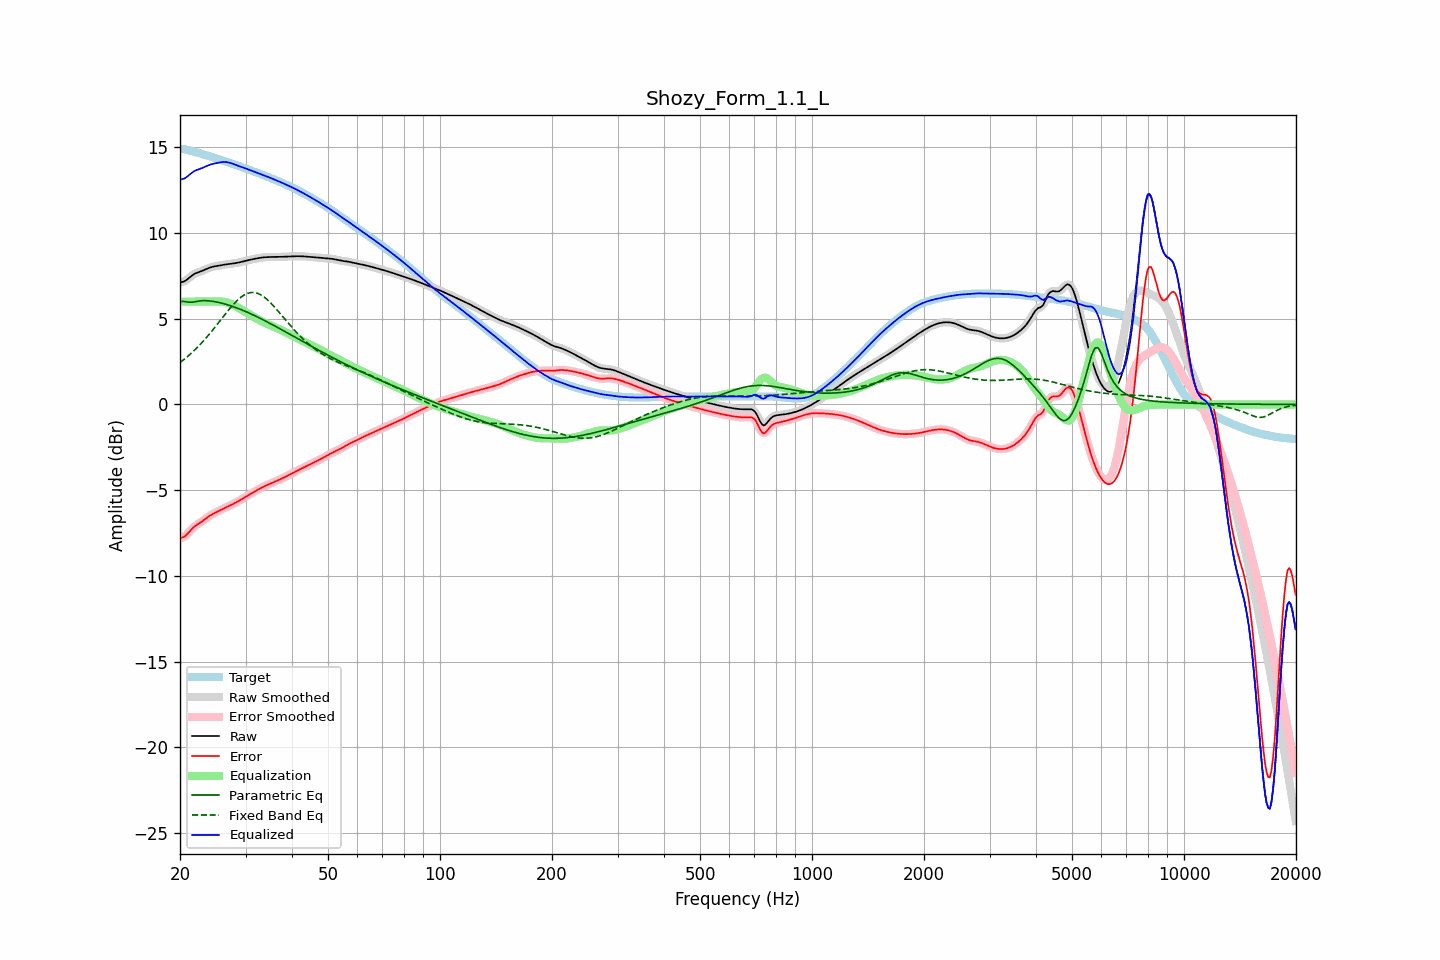 Shozy_Form_1.1_L
Amplitude (dBr)
15
10
5
0
−5
−10
−15
−20
−25
Target
Raw Smoothed
Error Smoothed
Raw
Error
Equalization
Parametric Eq
Fixed Band Eq
Equalized
20 50 100 200 500 1000 2000 5000 10000 20000
Frequency (Hz)